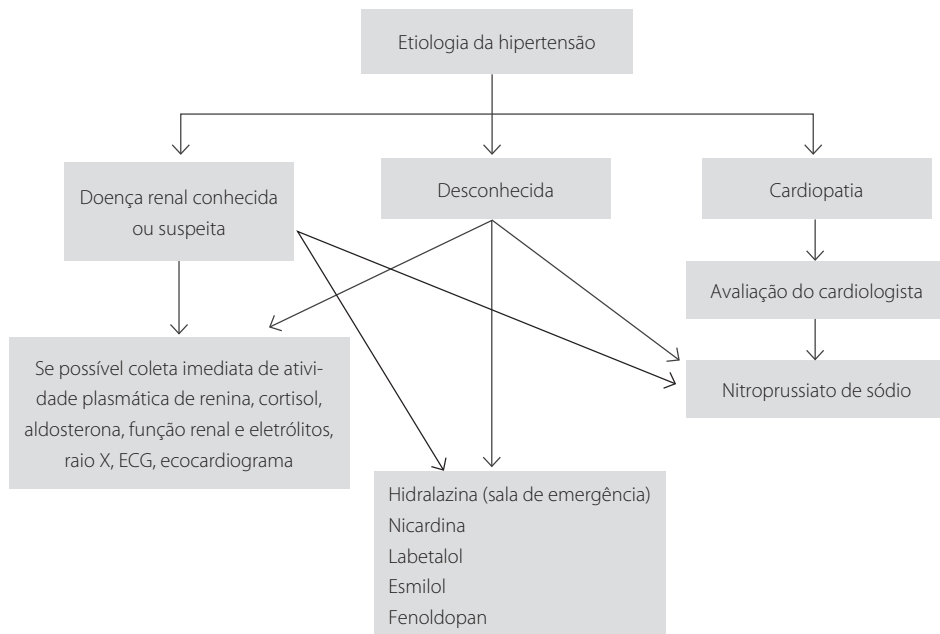 Etiologia da hipertensão
Doença renal conhecida
ou suspeita
Desconhecida
Cardiopatia
Avaliação do cardiologista
Se possível coleta imediata de ativi-
dade plasmática de renina, cortisol,
aldosterona, função renal e eletrólitos,
raio X, ECG, ecocardiograma
Nitroprussiato de sódio
Hidralazina (sala de emergência)
Nicardina
Labetalol
Esmilol
Fenoldopan